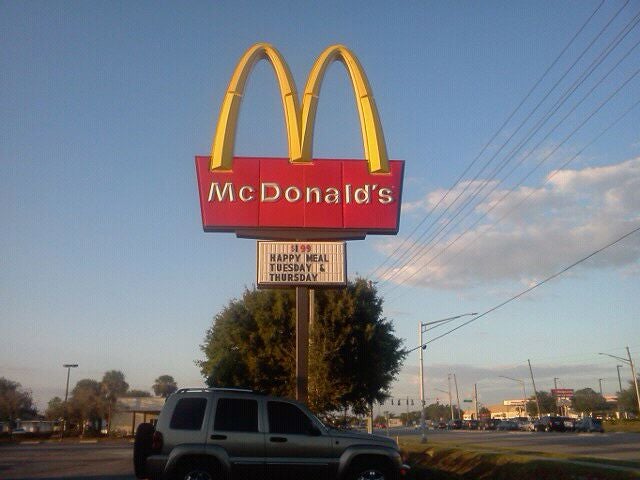 McDonald's
$1.99
HAPPY MEAL
TUESDAY &
THURSDAY